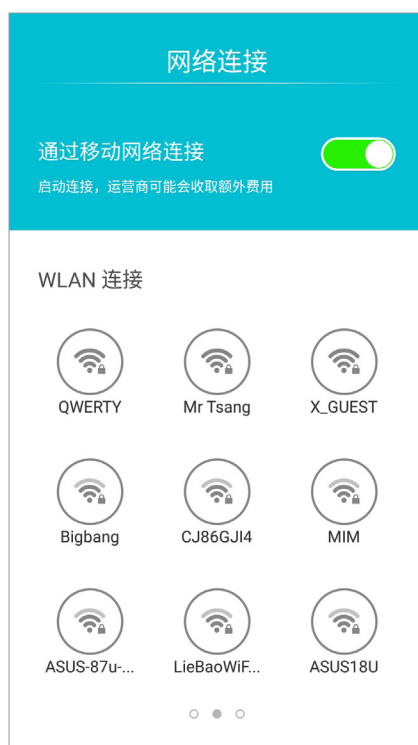 网络连接
通过移动网络连接
启动连接，运营商可能会收取额外费用
WLAN 连接
QWERTY
Mr Tsang
X_GUEST
Bigbang
CJ86GJI4
MIM
ASUS-87u-...
LieBaoWiF...
ASUS18U